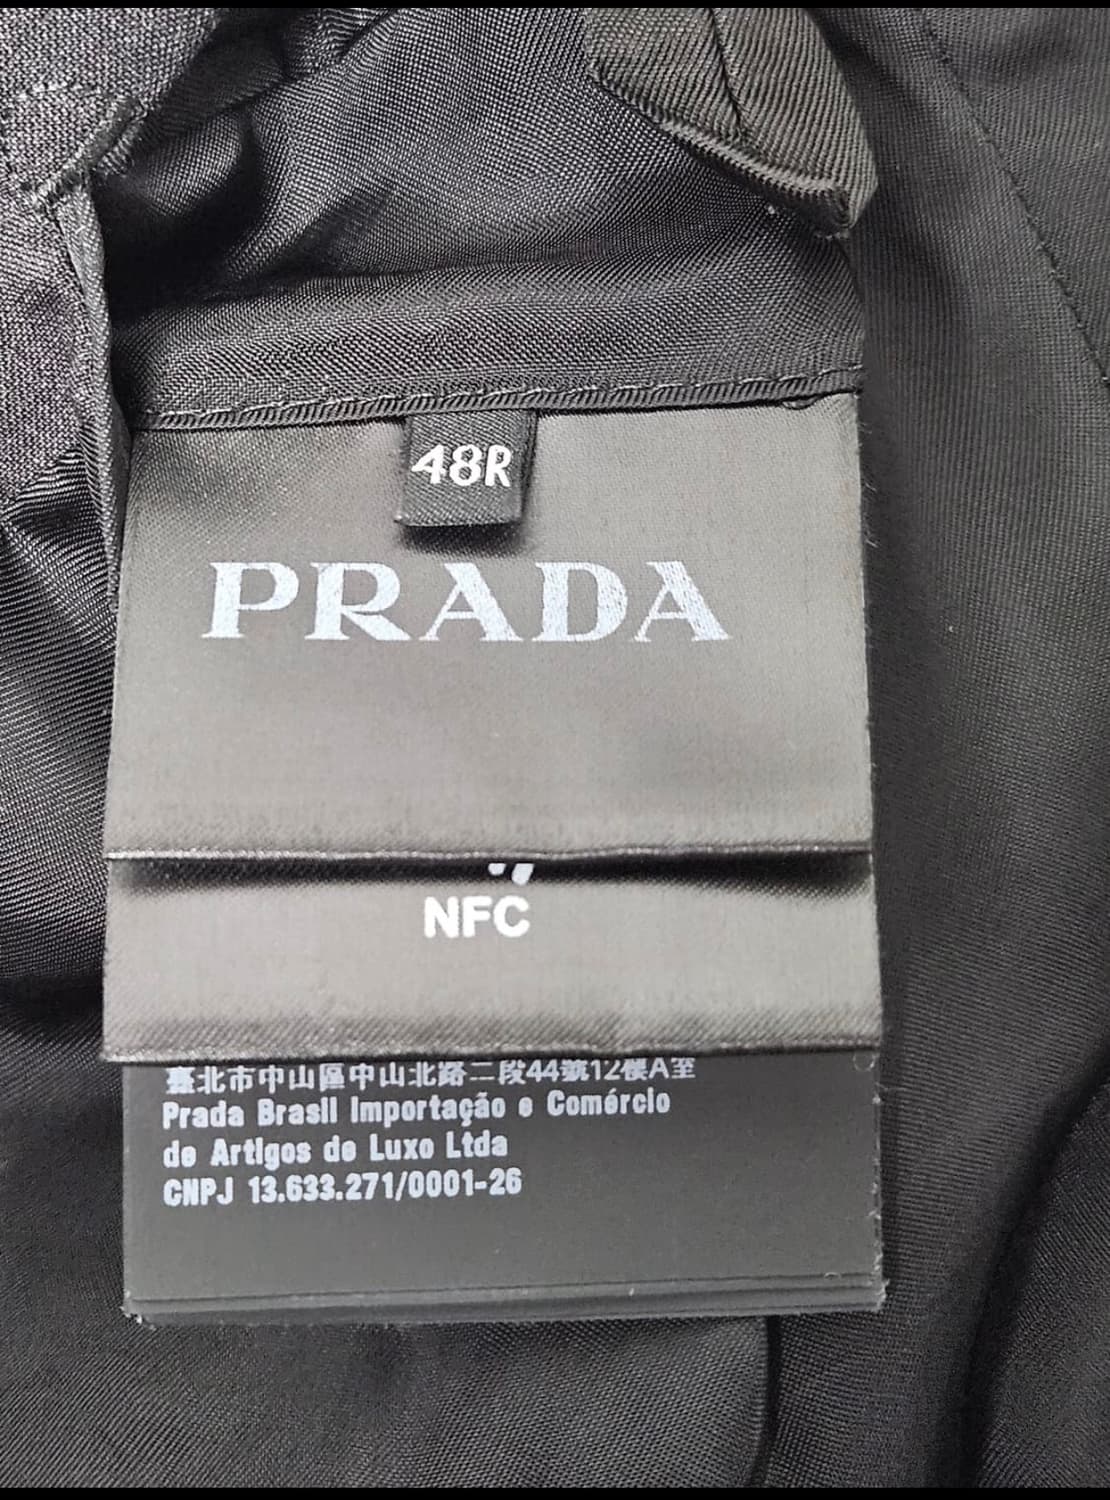 48R
PRADA
NFC
臺北市中山區中山北路二段44號12樓A室
Prada Brasil Importação e Comércio
de Artigos de Luxo Ltda
CNPJ 13.633.271/0001-26